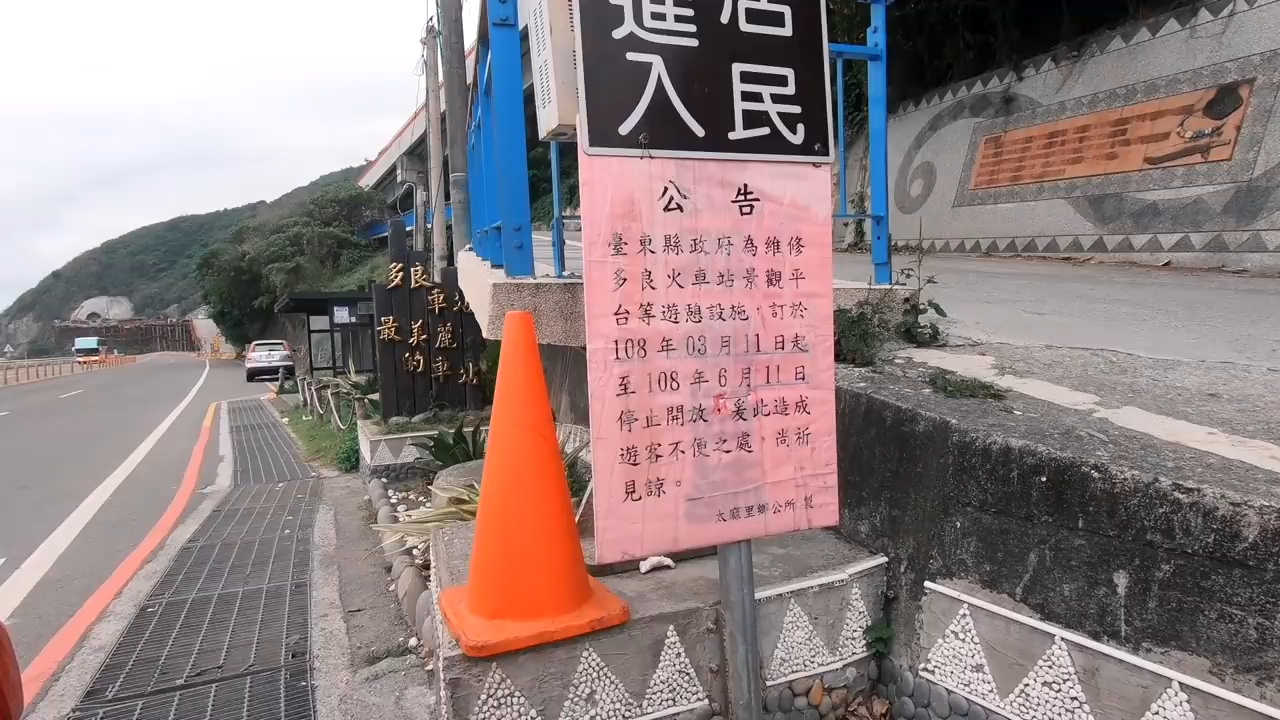 進 居
入 民
公告
臺東縣政府為維修
多良火車站景觀平
台等遊憩設施，訂於
108年03月11日起
至108年6月11日
停止開放，爰此造成
遊客不便之處，尚祈
見諒。
太麻里鄉公所 製
多良車站
最美麗的車站